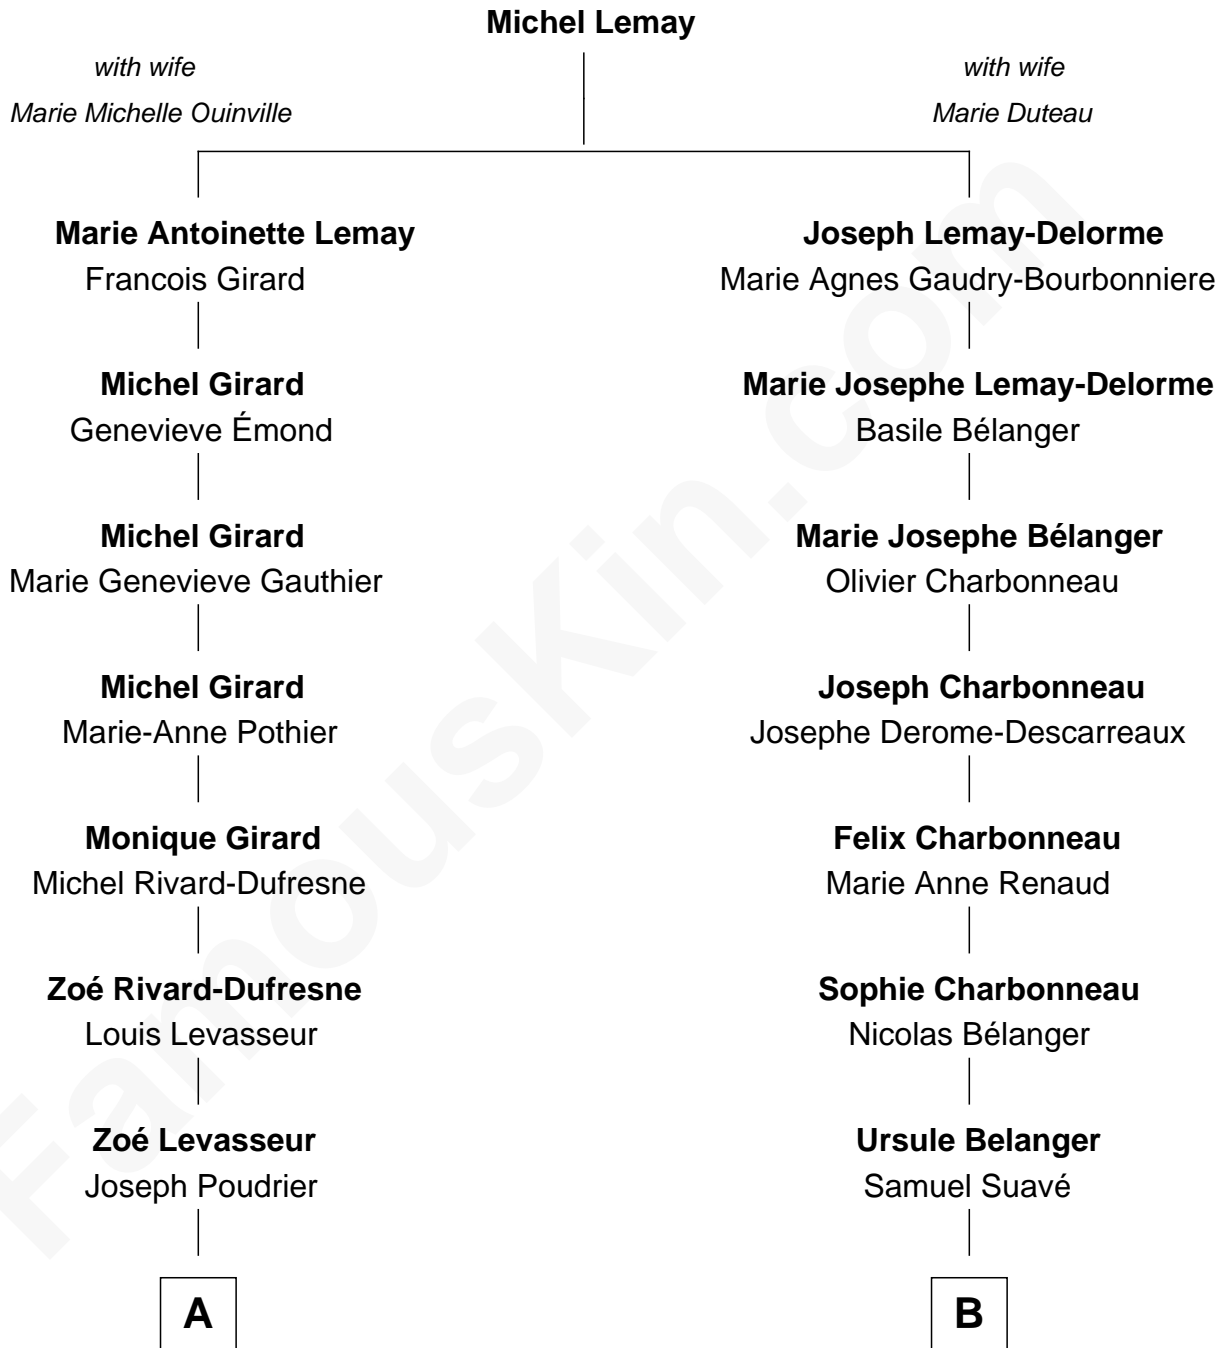 Michel Lemay
with wife
Marie Michelle Ouinville
with wife
Marie Duteau
Marie Antoinette Lemay
Francois Girard
Joseph Lemay-Delorme
Marie Agnes Gaudry-Bourbonniere
Michel Girard
Genevieve Émond
Marie Josephe Lemay-Delorme
Basile Bélanger
Michel Girard
Marie Genevieve Gauthier
Marie Josephe Bélanger
Olivier Charbonneau
Michel Girard
Marie-Anne Pothier
Joseph Charbonneau
Josephe Derome-Descarreaux
Monique Girard
Michel Rivard-Dufresne
Felix Charbonneau
Marie Anne Renaud
Zoé Rivard-Dufresne
Louis Levasseur
Sophie Charbonneau
Nicolas Bélanger
Zoé Levasseur
Joseph Poudrier
Ursule Belanger
Samuel Suavé
A
B
FamousKin.com